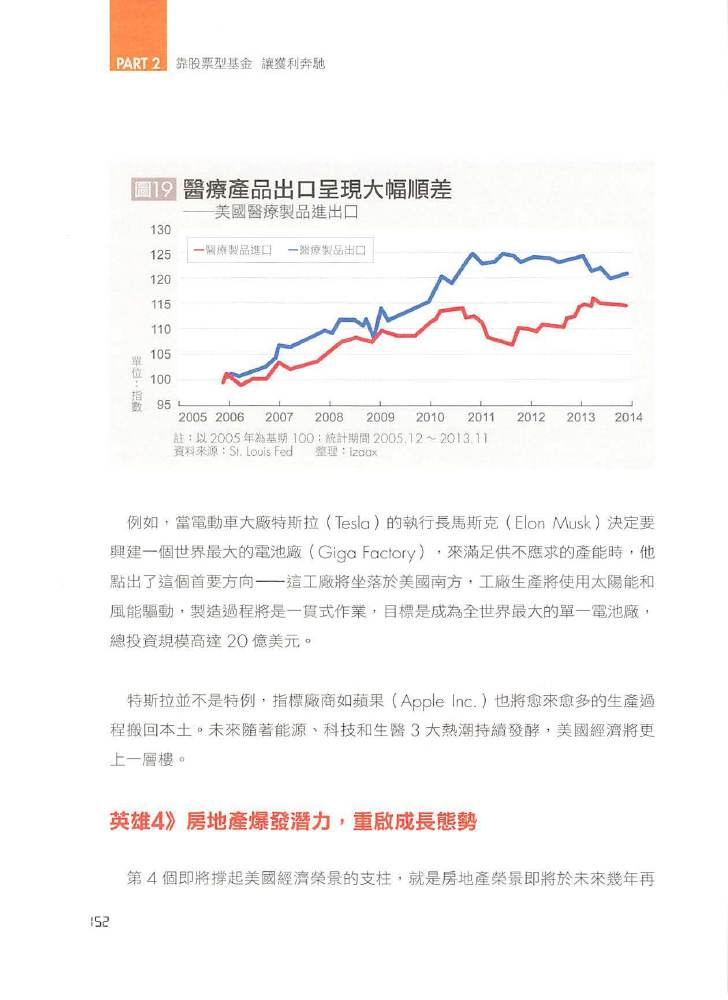 PART 2 靠股票型基金 讓獲利奔馳
圖19 醫療產品出口呈現大幅順差
——美國醫療製品進出口
130
125
120
115
110
105
100
95
醫療製品進口 醫療製品出口
單位：指數
2005 2006 2007 2008 2009 2010 2011 2012 2013 2014
註：以 2005 年為基期 100；統計期間 2005.12 ～ 2013.11
資料來源：St. Louis Fed 整理：Izaax
例如，當電動車大廠特斯拉（Tesla）的執行長馬斯克（Elon Musk）決定要
興建一個世界最大的電池廠（Giga Factory），來滿足供不應求的產能時，他
點出了這個首要方向——這工廠將坐落於美國南方，工廠生產將使用太陽能和
風能驅動，製造過程將是一貫式作業，目標是成為全世界最大的單一電池廠，
總投資規模高達 20 億美元。
特斯拉並不是特例，指標廠商如蘋果（Apple Inc.）也將愈來愈多的生產過
程搬回本土。未來隨著能源、科技和生醫 3 大熱潮持續發酵，美國經濟將更
上一層樓。
英雄4》房地產爆發潛力，重啟成長態勢
第 4 個即將撐起美國經濟榮景的支柱，就是房地產榮景即將於未來幾年再
152